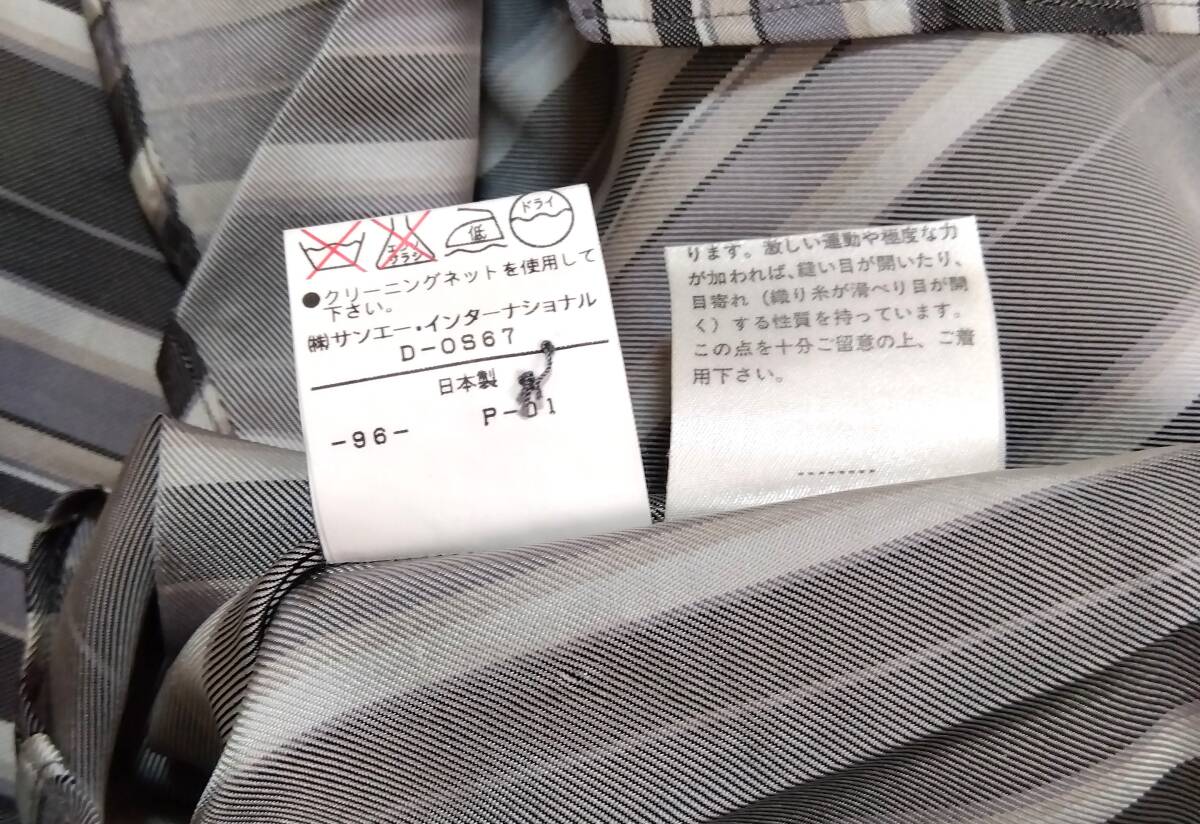 エンソ
フラシ
低
ドライ
●クリーニングネットを使用して
下さい。
㈱サンエー・インターナショナル
D-0S67
日本製
P-01
-96-
ります。激しい運動や極度な力
が加われば、縫い目が開いたり、
目寄れ（織り糸が滑べり目が開
く）する性質を持っています。
この点を十分ご留意の上、ご着
用下さい。
--------